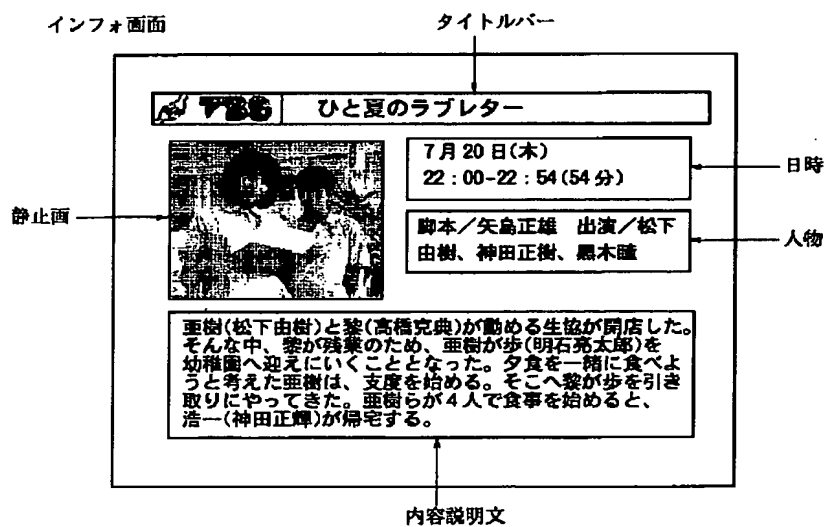 インフォ画面
タイトルバー
TBS ひと夏のラブレター
7月20日(木)
22：00-22：54(54分)
日時
静止画
脚本／矢島正雄　出演／松下
由樹、神田正樹、黒木瞳
人物
亜樹(松下由樹)と黎(高橋克典)が勤める生協が開店した。
そんな中、黎が残業のため、亜樹が歩(明石亮太郎)を
幼稚園へ迎えにいくこととなった。夕食を一緒に食べよ
うと考えた亜樹は、支度を始める。そこへ黎が歩を引き
取りにやってきた。亜樹らが4人で食事を始めると、
浩一(神田正輝)が帰宅する。
内容説明文